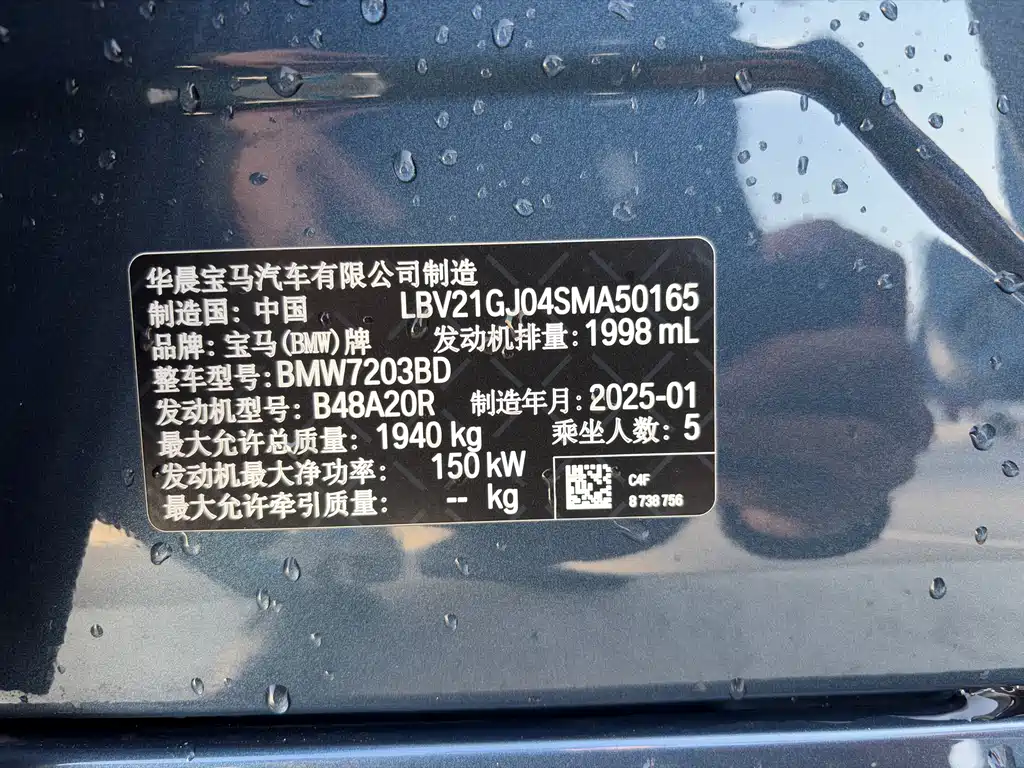 华晨宝马汽车有限公司制造
制造国：中国 LBV21GJ04SMA50165
品牌：宝马(BMW)牌 发动机排量：1998 mL
整车型号：BMW7203BD
发动机型号：B48A20R 制造年月：2025-01
最大允许总质量：1940 kg 乘坐人数：5
发动机最大净功率：150 kW
最大允许牵引质量：-- kg
C4F
8 738 756